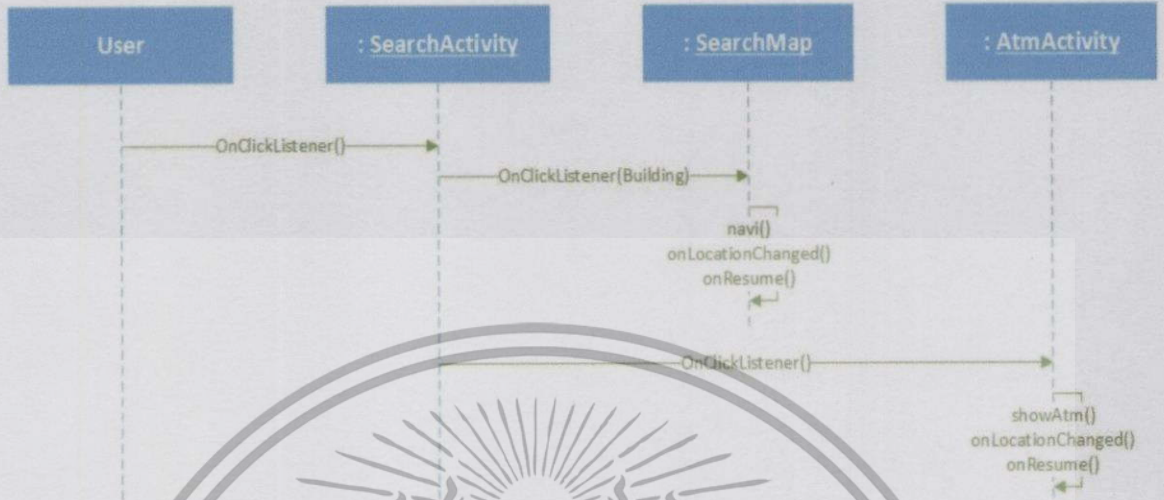 User
: SearchActivity
: SearchMap
: AtmActivity
OnClickListener()
OnClickListener(Building)
navi()
onLocationChanged()
onResume()
OnClickListener()
showAtm()
onLocationChanged()
onResume()